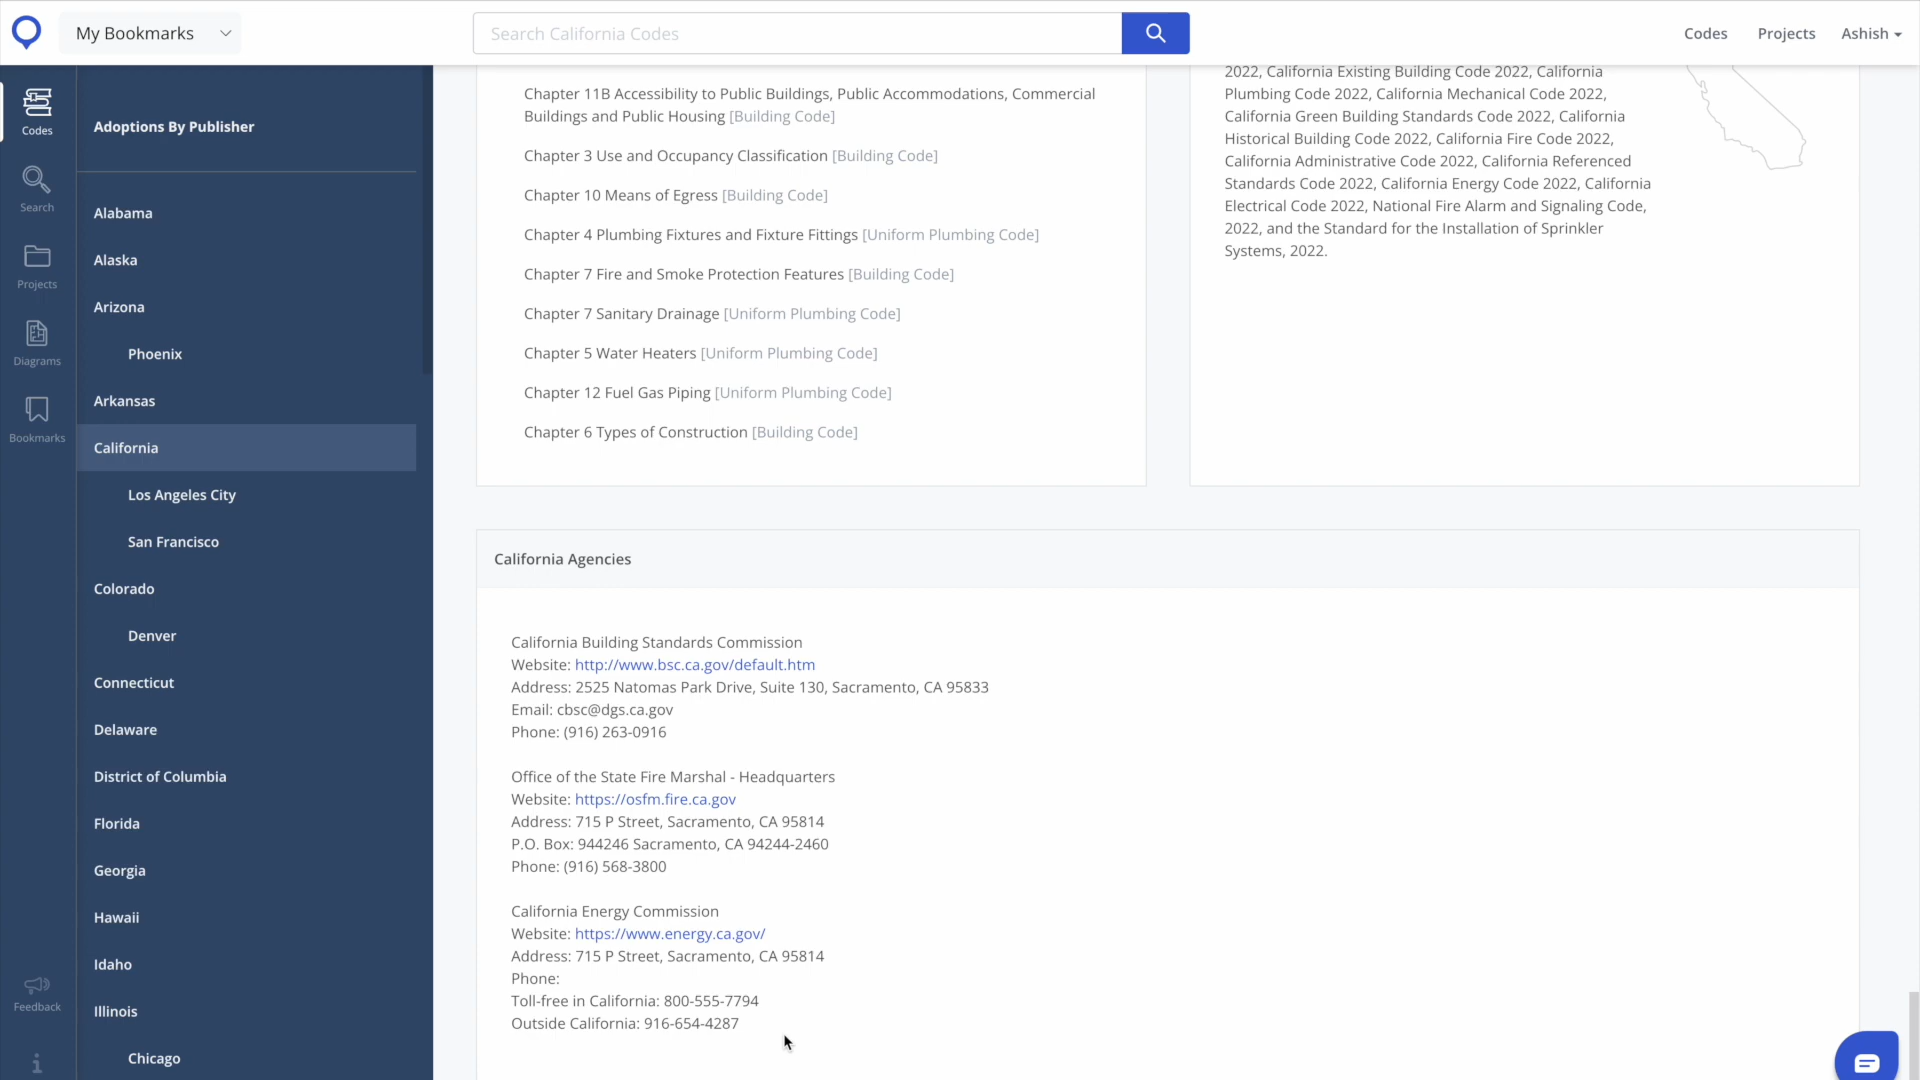 My Bookmarks
Search California Codes
Codes
Projects
Ashish
Codes
Search
Projects
Diagrams
Bookmarks
Feedback
Adoptions By Publisher
Alabama
Alaska
Arizona
Phoenix
Arkansas
California
Los Angeles City
San Francisco
Colorado
Denver
Connecticut
Delaware
District of Columbia
Florida
Georgia
Hawaii
Idaho
Illinois
Chicago
Chapter 11B Accessibility to Public Buildings, Public Accommodations, Commercial
Buildings and Public Housing [Building Code]
Chapter 3 Use and Occupancy Classification [Building Code]
Chapter 10 Means of Egress [Building Code]
Chapter 4 Plumbing Fixtures and Fixture Fittings [Uniform Plumbing Code]
Chapter 7 Fire and Smoke Protection Features [Building Code]
Chapter 7 Sanitary Drainage [Uniform Plumbing Code]
Chapter 5 Water Heaters [Uniform Plumbing Code]
Chapter 12 Fuel Gas Piping [Uniform Plumbing Code]
Chapter 6 Types of Construction [Building Code]
2022, California Existing Building Code 2022, California
Plumbing Code 2022, California Mechanical Code 2022,
California Green Building Standards Code 2022, California
Historical Building Code 2022, California Fire Code 2022,
California Administrative Code 2022, California Referenced
Standards Code 2022, California Energy Code 2022, California
Electrical Code 2022, National Fire Alarm and Signaling Code,
2022, and the Standard for the Installation of Sprinkler
Systems, 2022.
California Agencies
California Building Standards Commission
Website: http://www.bsc.ca.gov/default.htm
Address: 2525 Natomas Park Drive, Suite 130, Sacramento, CA 95833
Email: cbsc@dgs.ca.gov
Phone: (916) 263-0916
Office of the State Fire Marshal - Headquarters
Website: https://osfm.fire.ca.gov
Address: 715 P Street, Sacramento, CA 95814
P.O. Box: 944246 Sacramento, CA 94244-2460
Phone: (916) 568-3800
California Energy Commission
Website: https://www.energy.ca.gov/
Address: 715 P Street, Sacramento, CA 95814
Phone:
Toll-free in California: 800-555-7794
Outside California: 916-654-4287